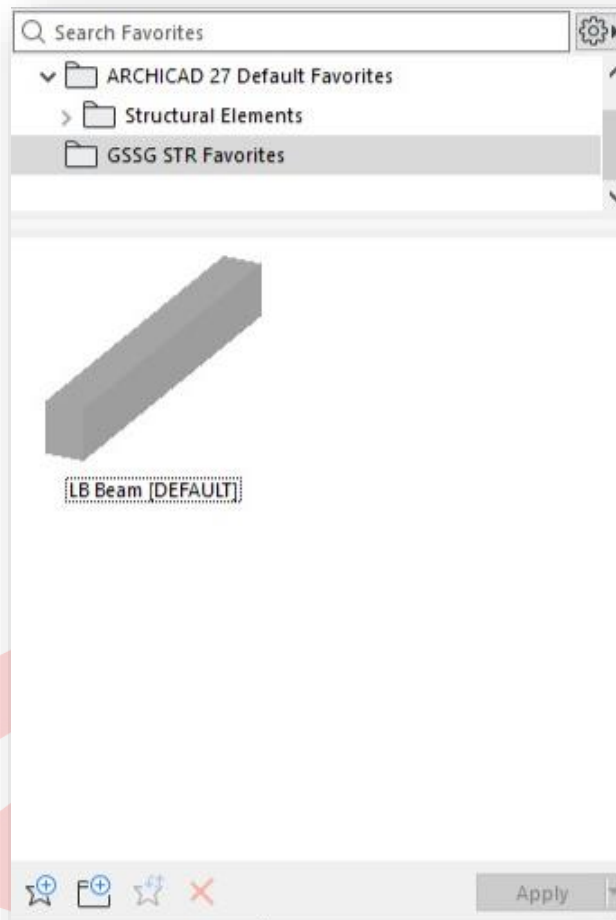 Search Favorites
ARCHICAD 27 Default Favorites
Structural Elements
GSSG STR Favorites
LB Beam [DEFAULT]
Apply